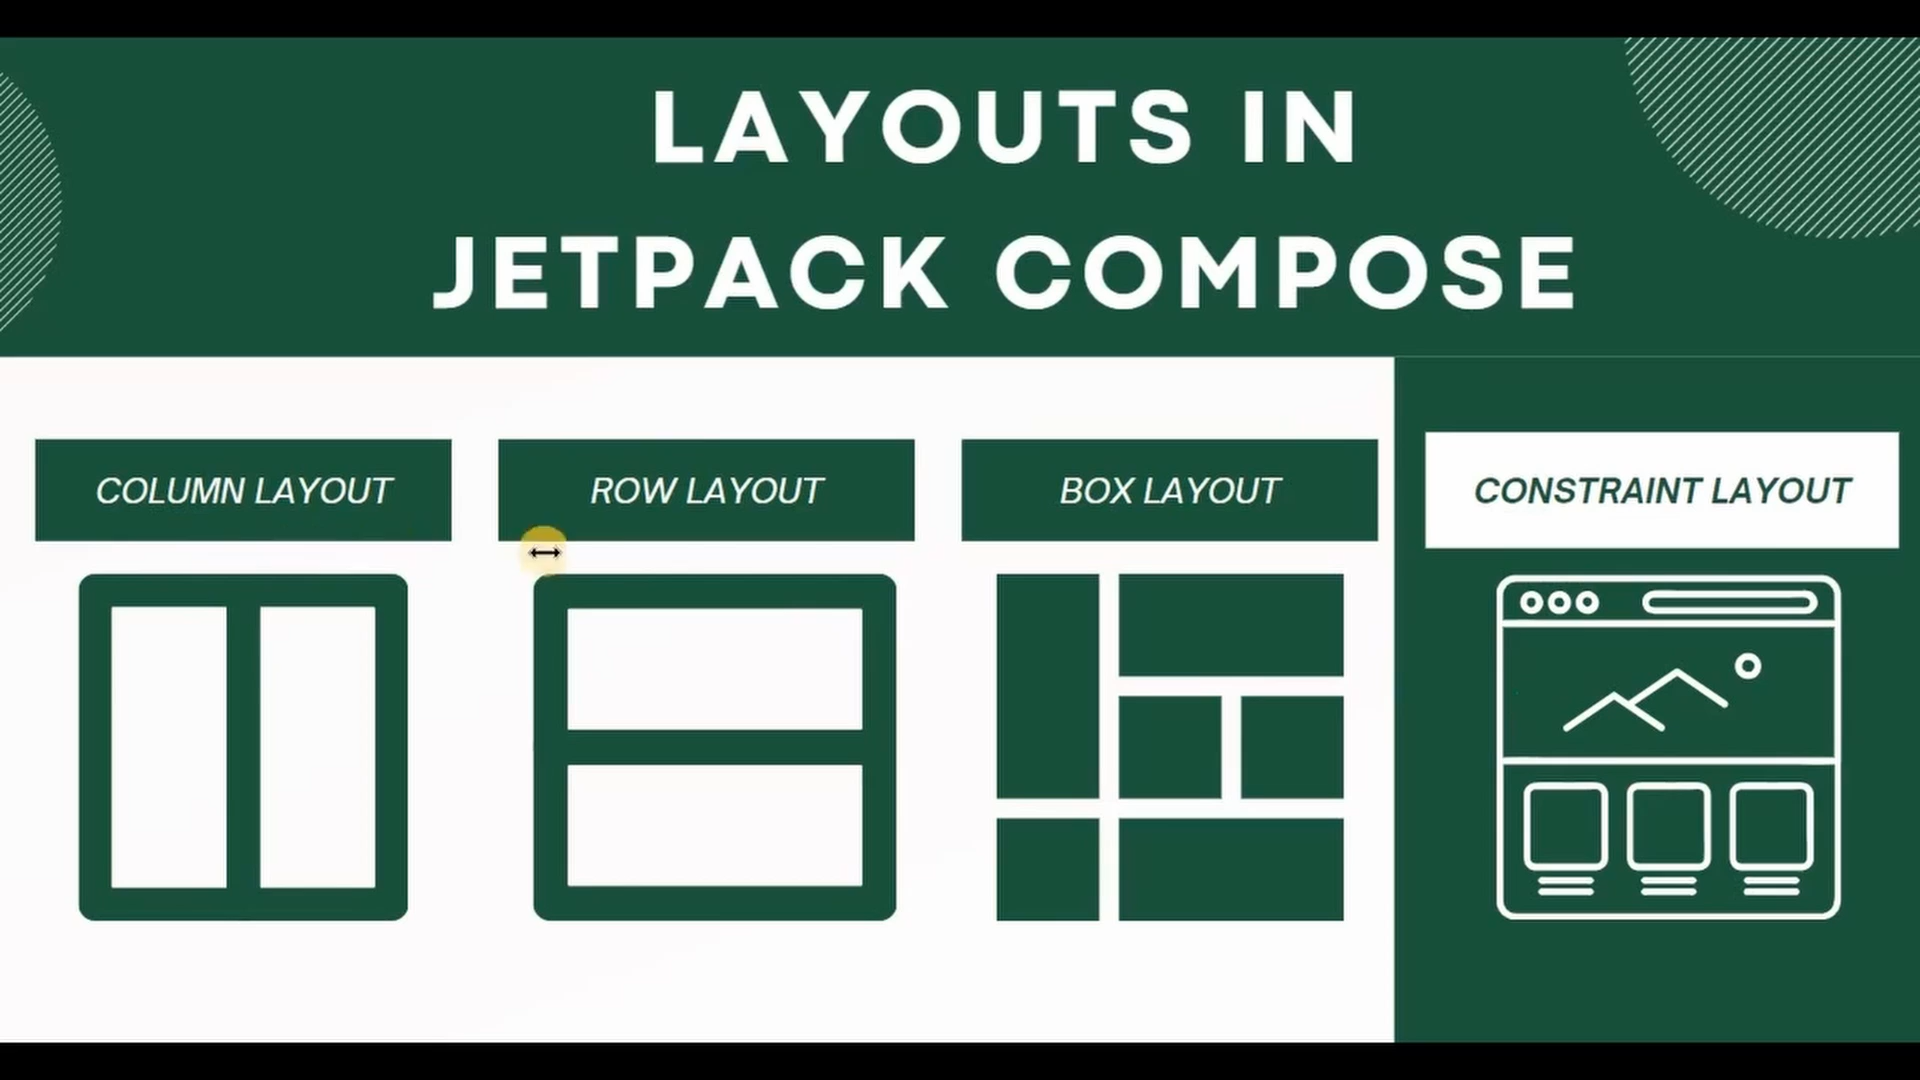 LAYOUTS IN
JETPACK COMPOSE
COLUMN LAYOUT
ROW LAYOUT
BOX LAYOUT
CONSTRAINT LAYOUT